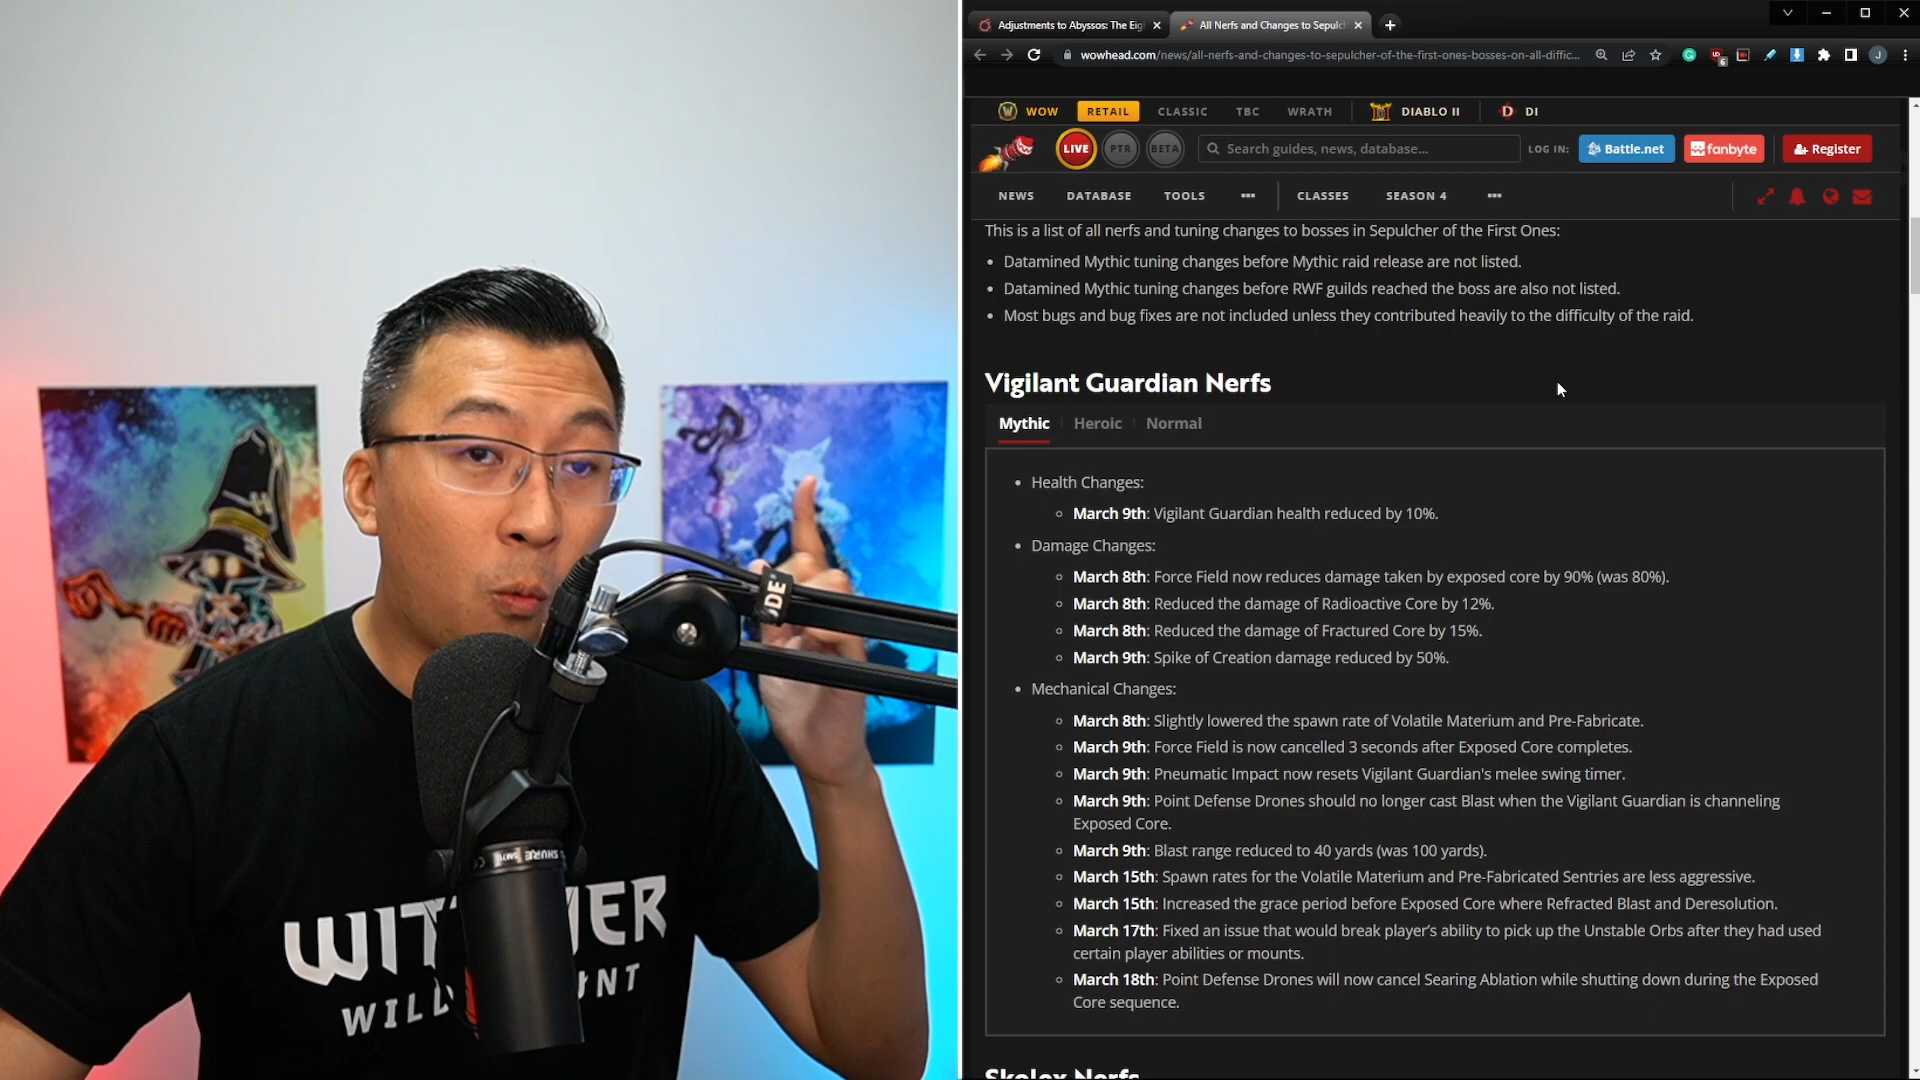 Adjustments to Abyssos: The Eig
All Nerfs and Changes to Sepulc
wowhead.com/news/all-nerfs-and-changes-to-sepulcher-of-the-first-ones-bosses-on-all-diffic...
6
J
WOW
RETAIL
CLASSIC
TBC
WRATH
DIABLO II
D
DI
LIVE
PTR
BETA
Search guides, news, database...
LOG IN:
Battle.net
fanbyte
Register
NEWS
DATABASE
TOOLS
CLASSES
SEASON 4
This is a list of all nerfs and tuning changes to bosses in Sepulcher of the First Ones:
• Datamined Mythic tuning changes before Mythic raid release are not listed.
• Datamined Mythic tuning changes before RWF guilds reached the boss are also not listed.
• Most bugs and bug fixes are not included unless they contributed heavily to the difficulty of the raid.
Vigilant Guardian Nerfs
Mythic
Heroic
Normal
• Health Changes:
March 9th: Vigilant Guardian health reduced by 10%.
• Damage Changes:
March 8th: Force Field now reduces damage taken by exposed core by 90% (was 80%).
March 8th: Reduced the damage of Radioactive Core by 12%.
March 8th: Reduced the damage of Fractured Core by 15%.
March 9th: Spike of Creation damage reduced by 50%.
• Mechanical Changes:
March 8th: Slightly lowered the spawn rate of Volatile Materium and Pre-Fabricate.
March 9th: Force Field is now cancelled 3 seconds after Exposed Core completes.
March 9th: Pneumatic Impact now resets Vigilant Guardian's melee swing timer.
March 9th: Point Defense Drones should no longer cast Blast when the Vigilant Guardian is channeling
Exposed Core.
March 9th: Blast range reduced to 40 yards (was 100 yards).
March 15th: Spawn rates for the Volatile Materium and Pre-Fabricated Sentries are less aggressive.
March 15th: Increased the grace period before Exposed Core where Refracted Blast and Deresolution.
March 17th: Fixed an issue that would break player's ability to pick up the Unstable Orbs after they had used
certain player abilities or mounts.
March 18th: Point Defense Drones will now cancel Searing Ablation while shutting down during the Exposed
Core sequence.
Skolex Nerfs
ODE
SHURE
WIT HER
WILD UNT